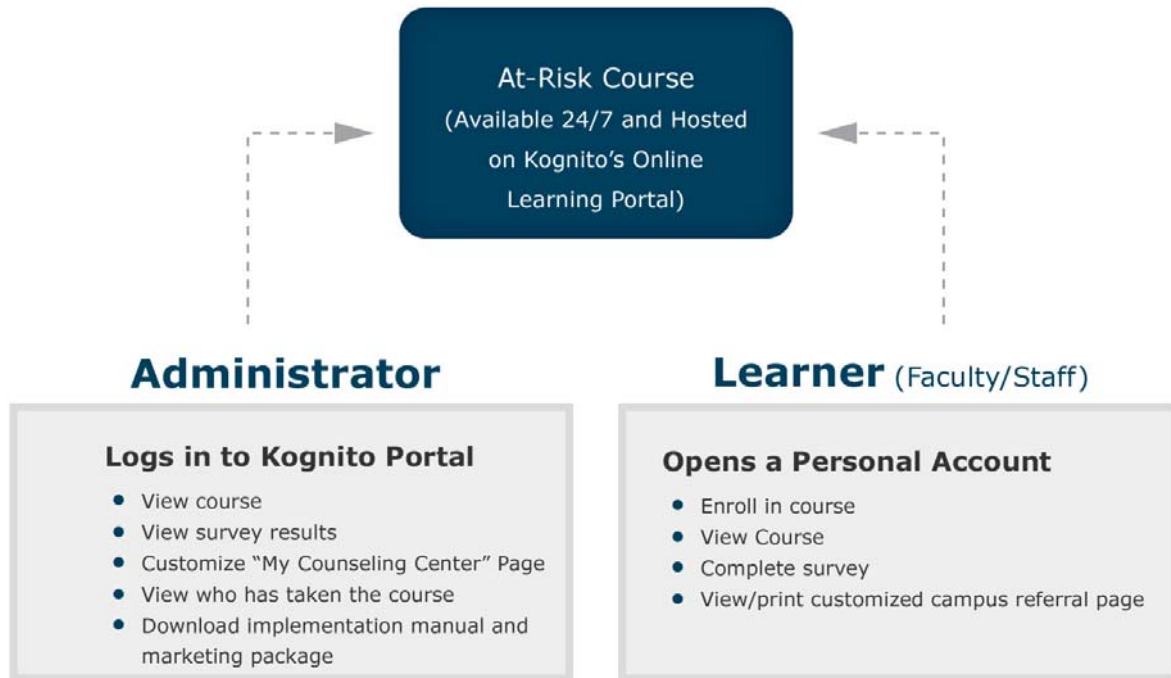 At-Risk Course
(Available 24/7 and Hosted
on Kognito’s Online
Learning Portal)
Administrator
Logs in to Kognito Portal
• View course
• View survey results
• Customize “My Counseling Center” Page
• View who has taken the course
• Download implementation manual and
marketing package
Learner (Faculty/Staff)
Opens a Personal Account
• Enroll in course
• View Course
• Complete survey
• View/print customized campus referral page